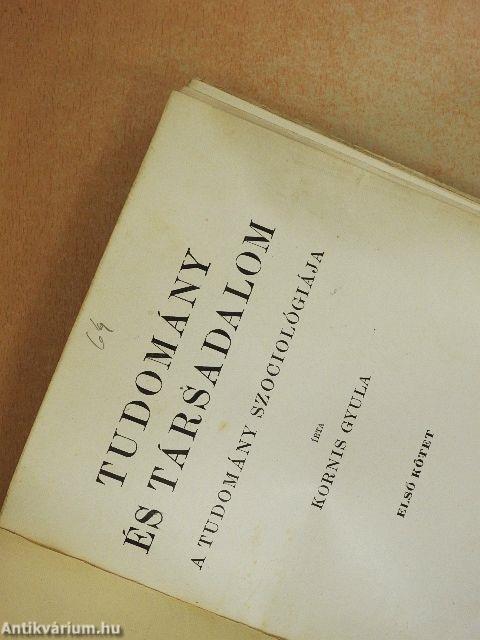 64
TUDOMÁNY
ÉS TÁRSADALOM
A TUDOMÁNY SZOCIOLÓGIÁJA
ÍRTA
KORNIS GYULA
ELSŐ KÖTET
Antikvárium.hu